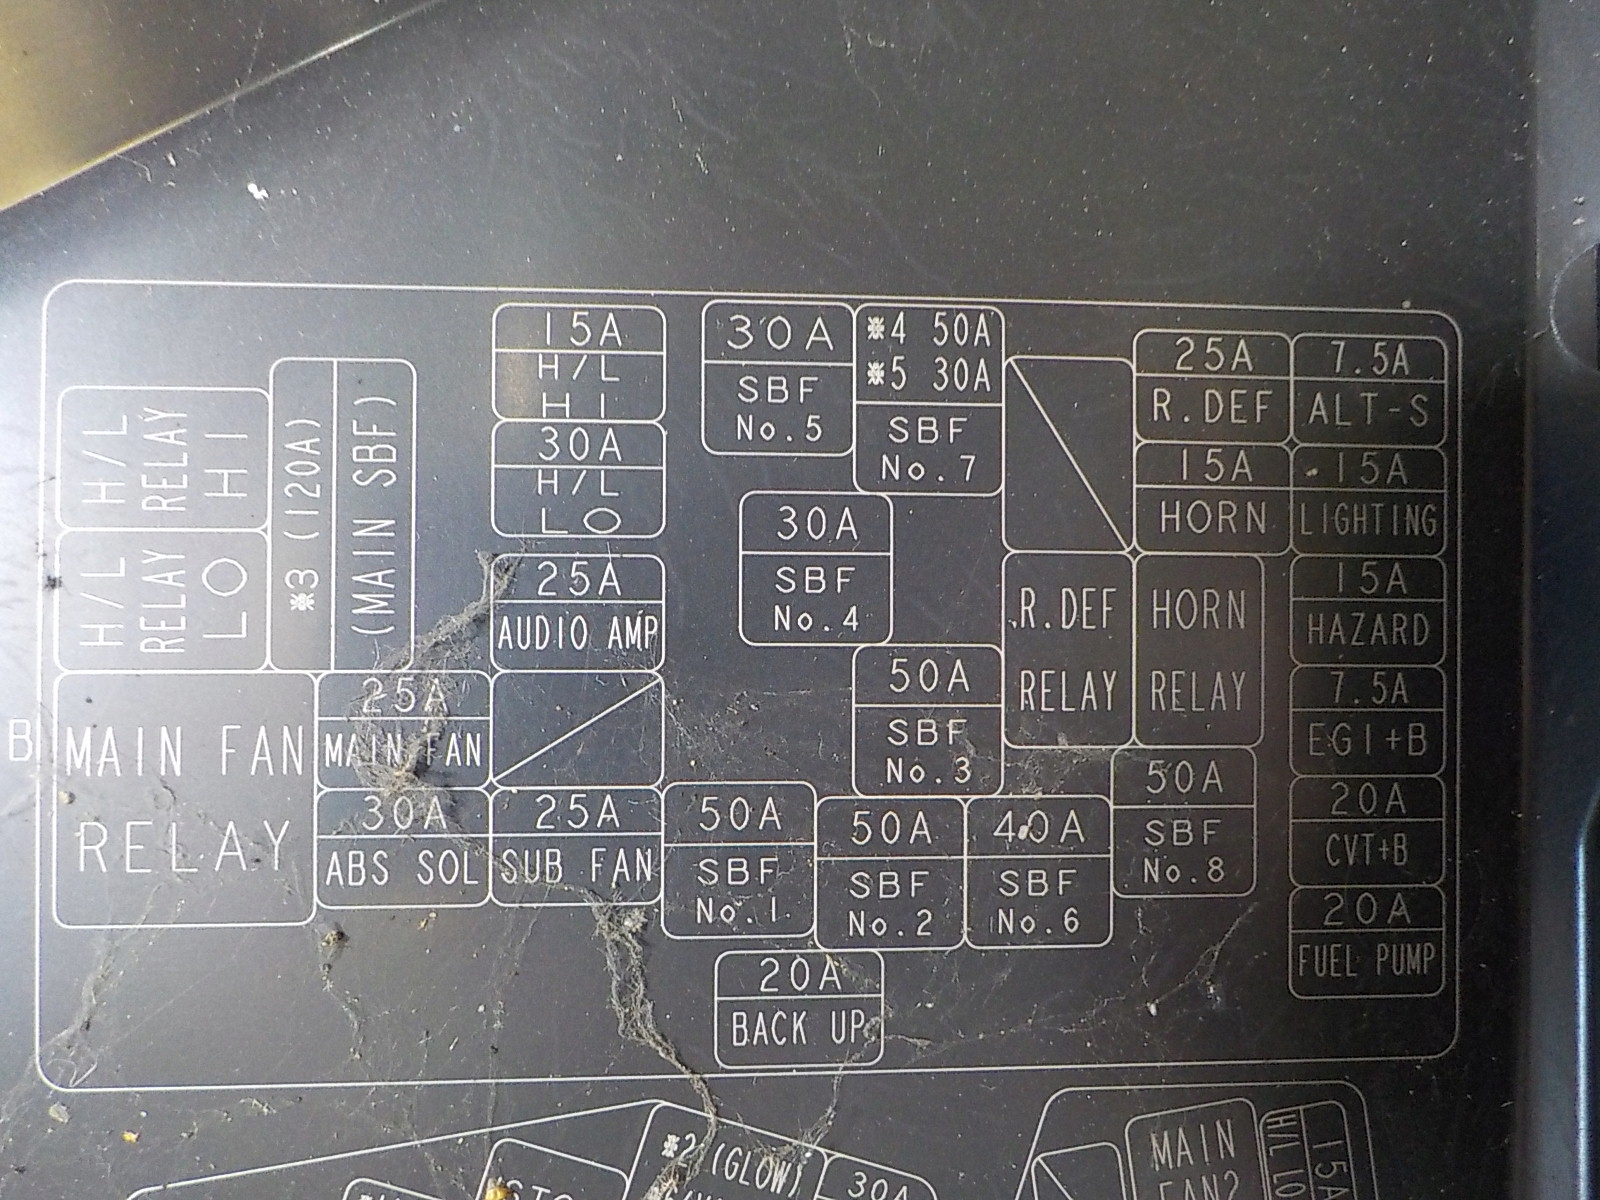 H/L
RELAY
HI
H/L
RELAY
LO
※3 (120A)
(MAIN SBF)
15A
H/L
HI
30A
H/L
LO
25A
AUDIO AMP
B
MAIN FAN
RELAY
25A
MAIN FAN
30A
ABS SOL
25A
SUB FAN
30A
SBF
No.5
※4 50A
※5 30A
SBF
No.7
30A
SBF
No.4
50A
SBF
No.3
50A
SBF
No.1
50A
SBF
No.2
40A
SBF
No.6
50A
SBF
No.8
20A
BACK UP
R.DEF
RELAY
HORN
RELAY
25A
R.DEF
15A
HORN
7.5A
ALT-S
15A
LIGHTING
15A
HAZARD
7.5A
EGI+B
20A
CVT+B
20A
FUEL PUMP
※2 (GLOW)
30A
MAIN
FAN2
H/L LO
15A